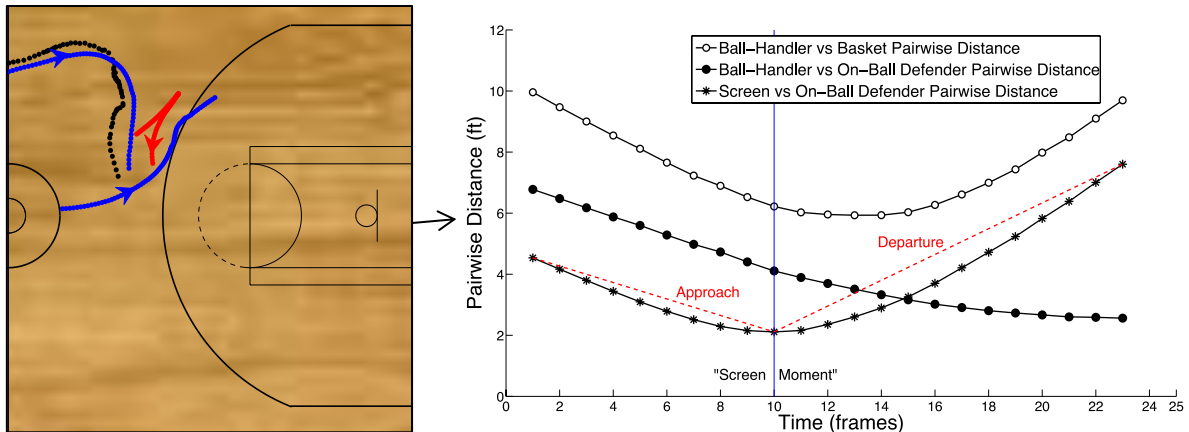 Ball-Handler vs Basket Pairwise Distance
Ball-Handler vs On-Ball Defender Pairwise Distance
Screen vs On-Ball Defender Pairwise Distance
Pairwise Distance (ft)
12
10
8
6
4
2
0
Approach
Departure
"Screen Moment"
0 2 4 6 8 10 12 14 16 18 20 22 24 25
Time (frames)